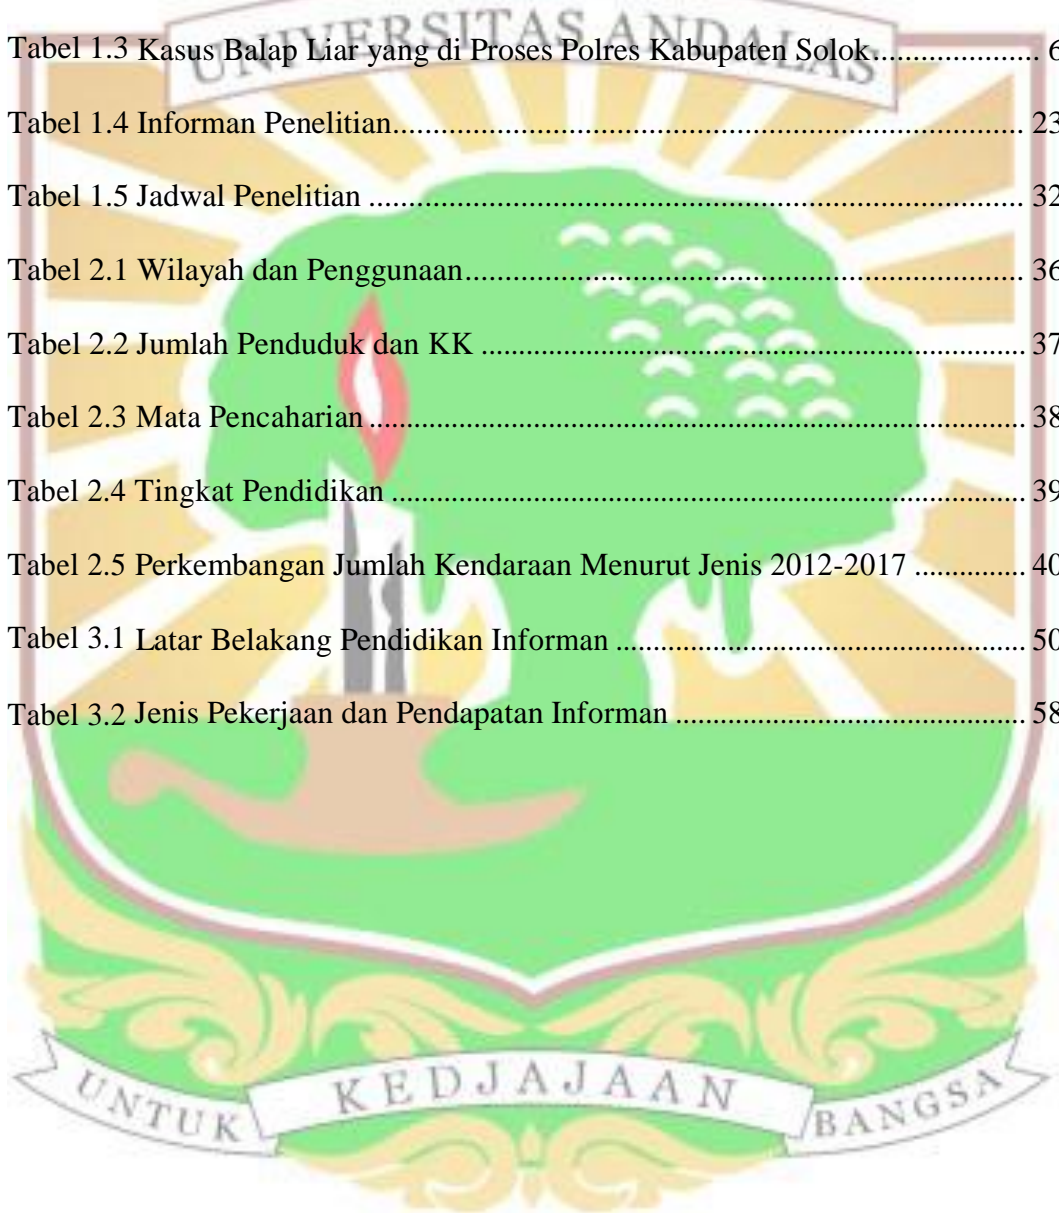 UNIVERSITAS ANDALAS
Tabel 1.3 Kasus Balap Liar yang di Proses Polres Kabupaten Solok..................... 6
Tabel 1.4 Informan Penelitian................................................................................ 23
Tabel 1.5 Jadwal Penelitian ................................................................................... 32
Tabel 2.1 Wilayah dan Penggunaan....................................................................... 36
Tabel 2.2 Jumlah Penduduk dan KK ..................................................................... 37
Tabel 2.3 Mata Pencaharian ................................................................................... 38
Tabel 2.4 Tingkat Pendidikan ................................................................................ 39
Tabel 2.5 Perkembangan Jumlah Kendaraan Menurut Jenis 2012-2017 .............. 40
Tabel 3.1 Latar Belakang Pendidikan Informan .................................................... 50
Tabel 3.2 Jenis Pekerjaan dan Pendapatan Informan ............................................ 58
UNTUK KEDJAJAAN BANGSA